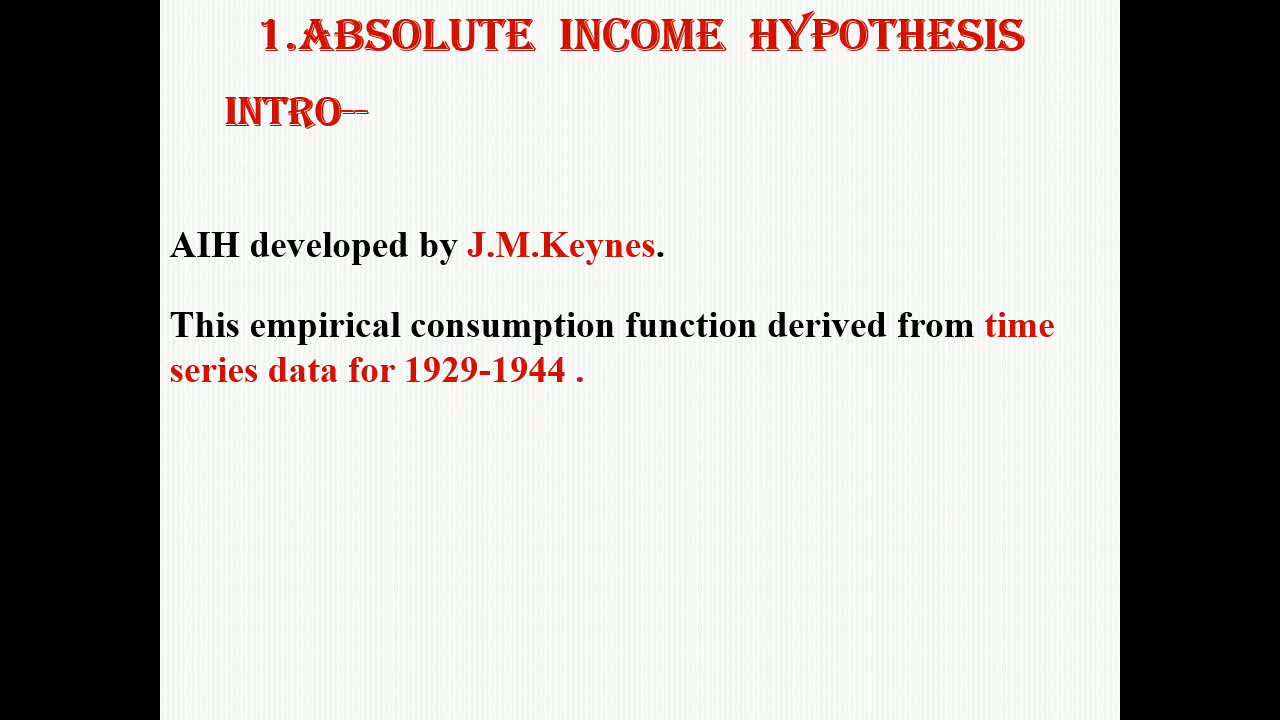 1.ABSOLUTE INCOME HYPOTHESIS
INTRO--
AIH developed by J.M.Keynes.
This empirical consumption function derived from time
series data for 1929-1944 .